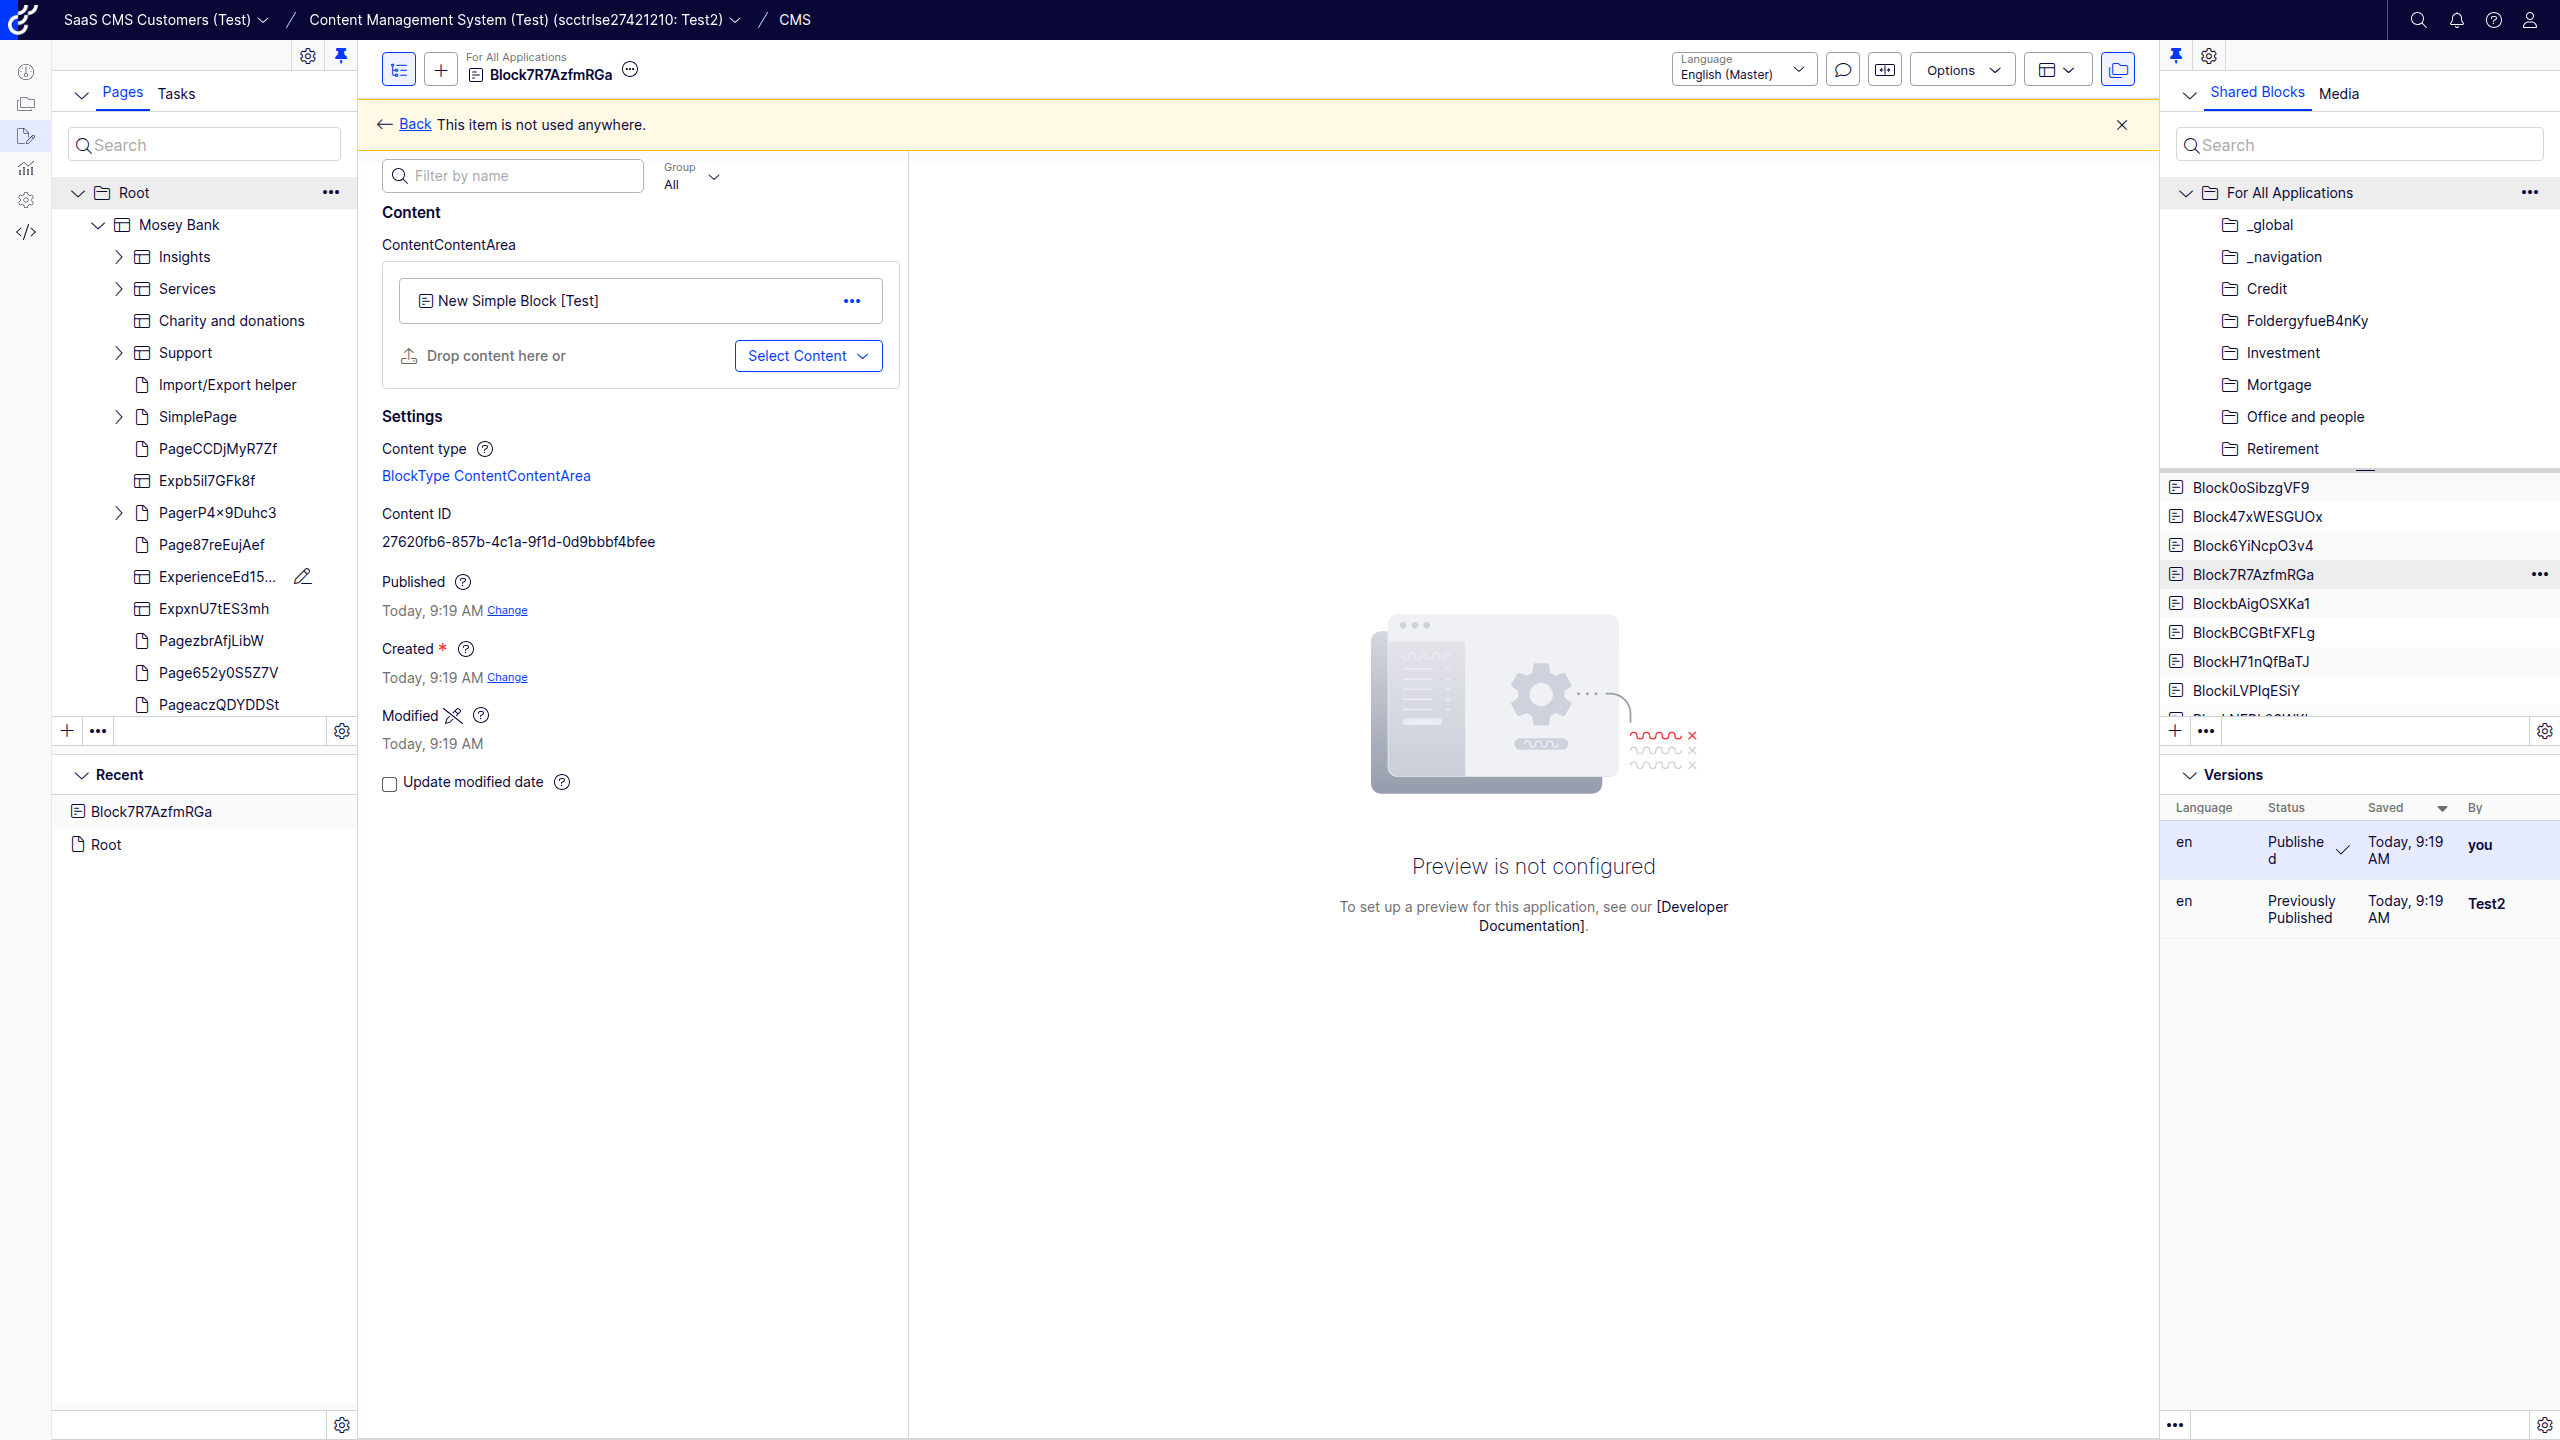 SaaS CMS Customers (Test)
Content Management System (Test) (scctrlse27421210: Test2)
CMS
Pages
Tasks
Search
Root
Mosey Bank
Insights
Services
Charity and donations
Support
Import/Export helper
SimplePage
PageCCDjMyR7Zf
Expb5il7GFk8f
PagerP4×9Duhc3
Page87reEujAef
ExperienceEd15...
ExpxnU7tES3mh
PagezbrAfjLibW
Page652y0S5Z7V
PageaczQDYDDSt
Recent
Block7R7AzfmRGa
Root
For All Applications
Block7R7AzfmRGa
Language
English (Master)
Options
Back This item is not used anywhere.
Filter by name
Group
All
Content
ContentContentArea
New Simple Block [Test]
Drop content here or
Select Content
Settings
Content type
BlockType ContentContentArea
Content ID
27620fb6-857b-4c1a-9f1d-0d9bbbf4bfee
Published
Today, 9:19 AM Change
Created *
Today, 9:19 AM Change
Modified
Today, 9:19 AM
Update modified date
Preview is not configured
To set up a preview for this application, see our [Developer
Documentation].
Shared Blocks
Media
Search
For All Applications
_global
_navigation
Credit
FoldergyfueB4nKy
Investment
Mortgage
Office and people
Retirement
Block0oSibzgVF9
Block47xWESGUOx
Block6YiNcpO3v4
Block7R7AzfmRGa
BlockbAigOSXKa1
BlockBCGBtFXFLg
BlockH71nQfBaTJ
BlockiLVPlqESiY
Versions
Language Status Saved By
en Publishe
d Today, 9:19
AM you
en Previously
Published Today, 9:19
AM Test2